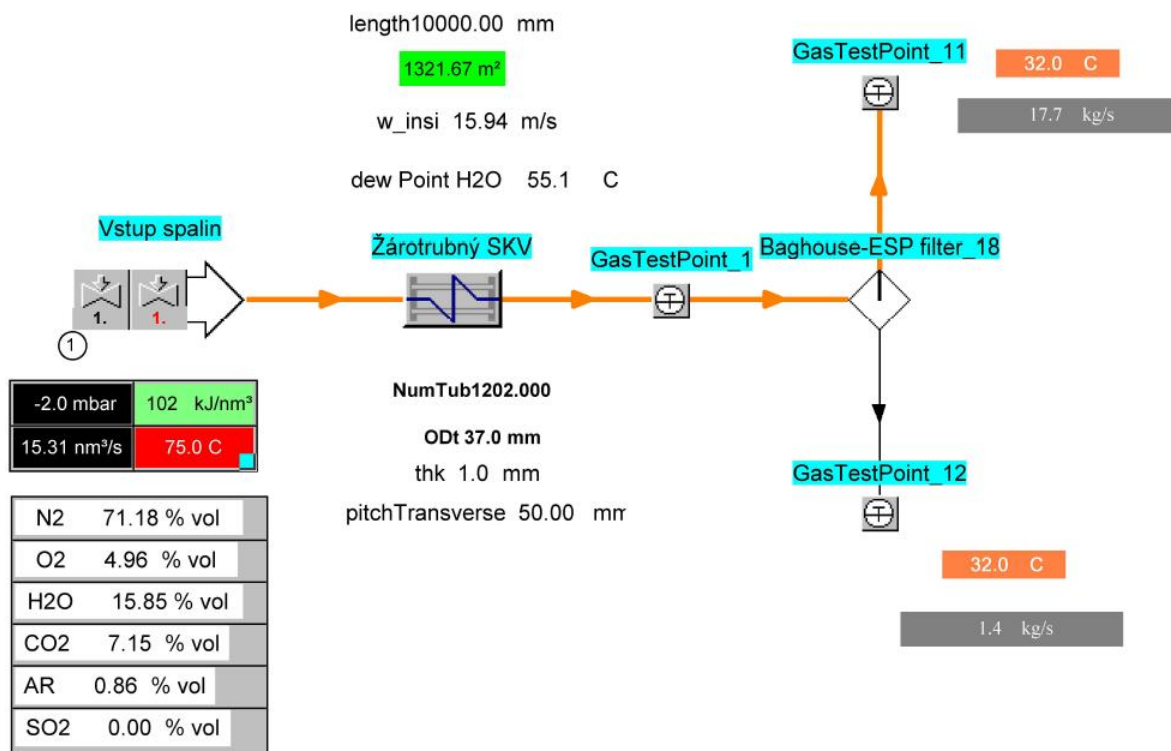 length10000.00 mm
1321.67 m²
w_insi 15.94 m/s
dew Point H2O 55.1 C
GasTestPoint_11
32.0 C
17.7 kg/s
Vstup spalin
Žárotrubný SKV
GasTestPoint_1
Baghouse-ESP filter_18
1. 1.
1
-2.0 mbar 102 kJ/nm³
15.31 nm³/s 75.0 C
NumTub1202.000
ODt 37.0 mm
thk 1.0 mm
pitchTransverse 50.00 mm
GasTestPoint_12
32.0 C
1.4 kg/s
N2 71.18 % vol
O2 4.96 % vol
H2O 15.85 % vol
CO2 7.15 % vol
AR 0.86 % vol
SO2 0.00 % vol